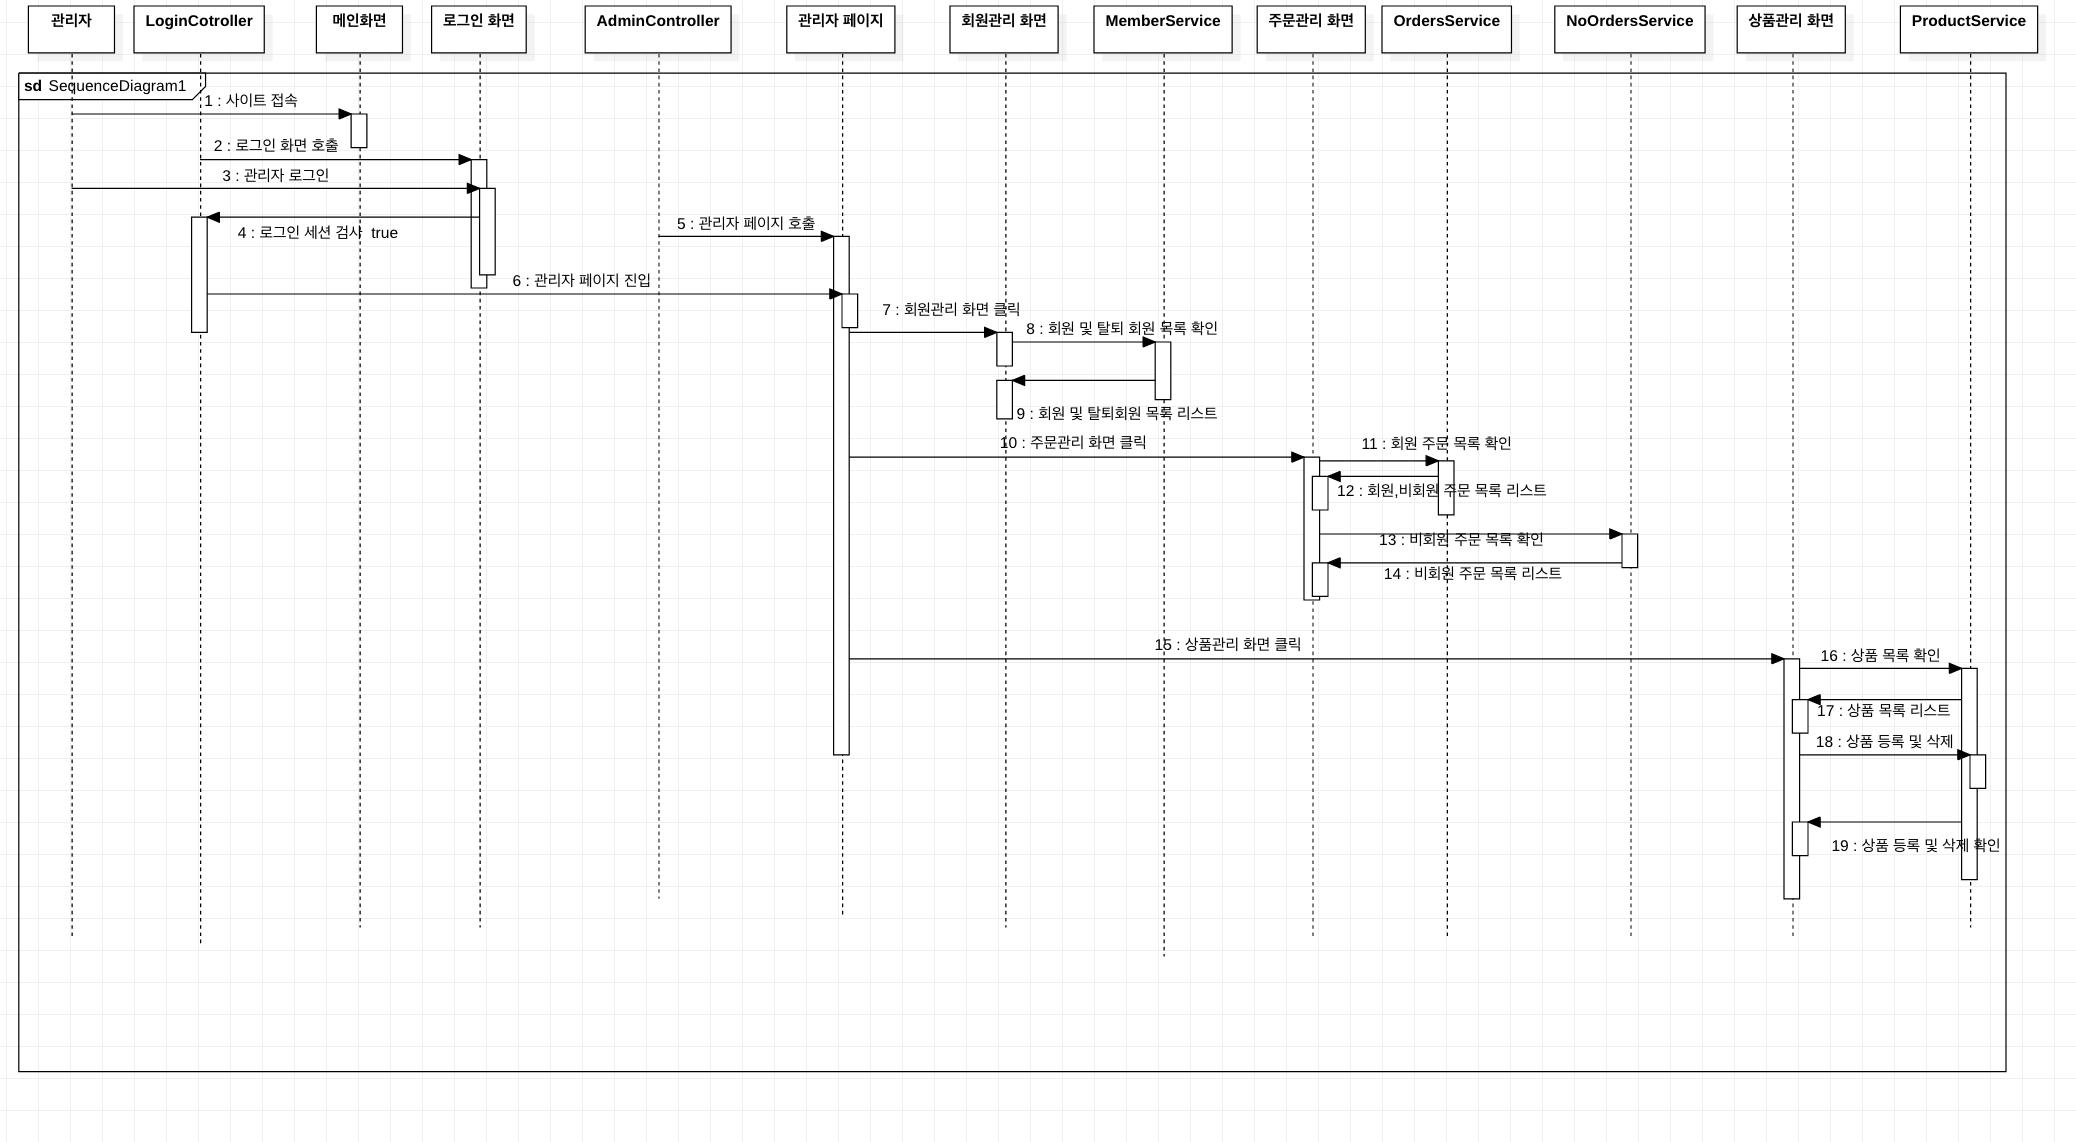 관리자
LoginCotroller
메인화면
로그인 화면
AdminController
관리자 페이지
회원관리 화면
MemberService
주문관리 화면
OrdersService
NoOrdersService
상품관리 화면
ProductService
sd SequenceDiagram1
1 : 사이트 접속
2 : 로그인 화면 호출
3 : 관리자 로그인
4 : 로그인 세션 검사  true
5 : 관리자 페이지 호출
6 : 관리자 페이지 진입
7 : 회원관리 화면 클릭
8 : 회원 및 탈퇴 회원 목록 확인
9 : 회원 및 탈퇴회원 목록 리스트
10 : 주문관리 화면 클릭
11 : 회원 주문 목록 확인
12 : 회원,비회원 주문 목록 리스트
13 : 비회원 주문 목록 확인
14 : 비회원 주문 목록 리스트
15 : 상품관리 화면 클릭
16 : 상품 목록 확인
17 : 상품 목록 리스트
18 : 상품 등록 및 삭제
19 : 상품 등록 및 삭제 확인